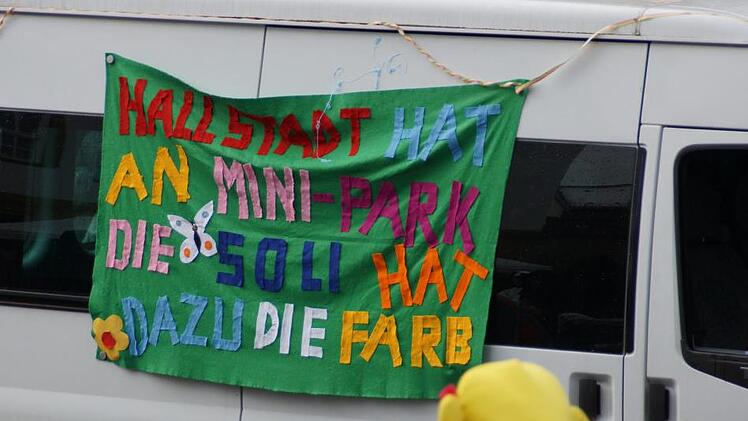 HALLSTADT HAT
AN MINI-PARK
DIE SOLI HAT
DAZU DIE FARB